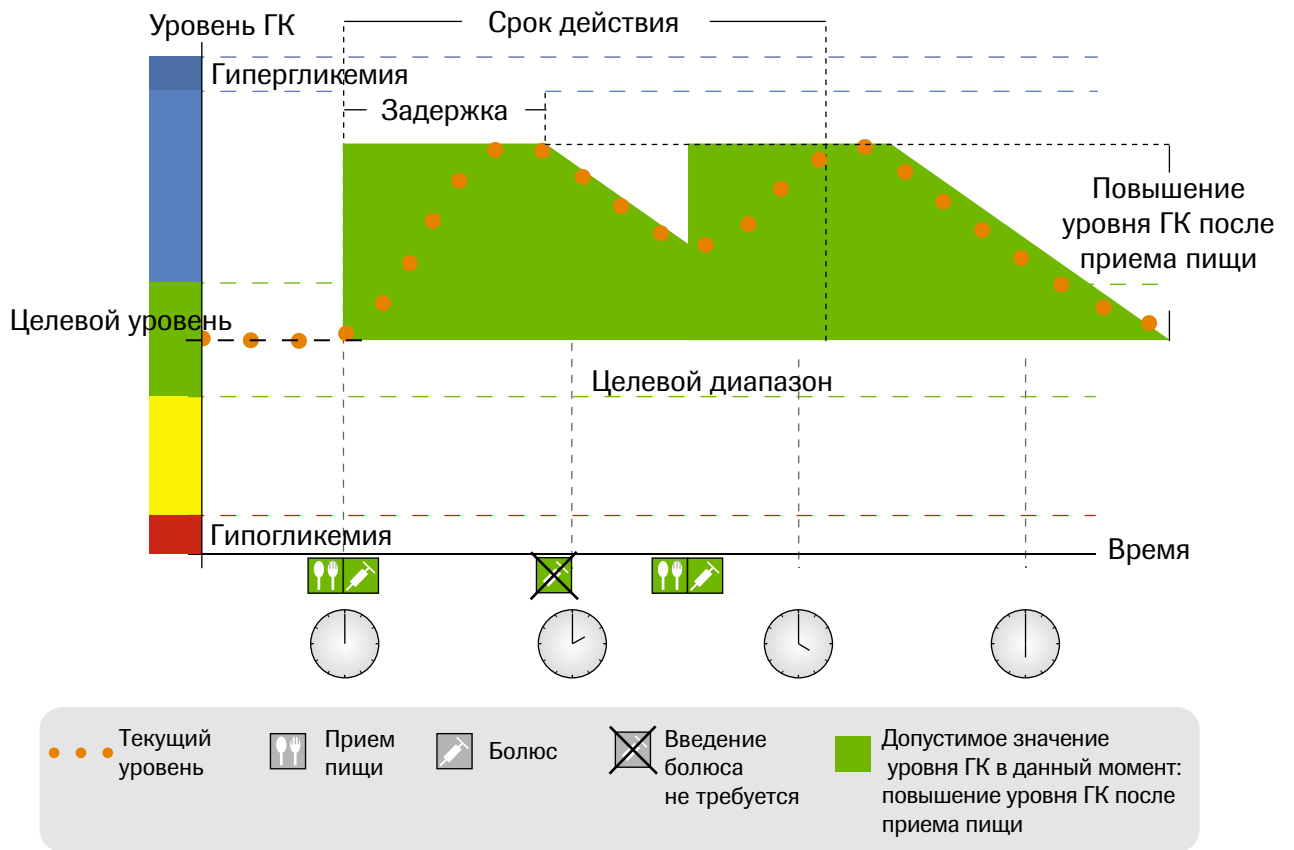 Уровень ГК
Срок действия
Гипергликемия
Задержка
Повышение
уровня ГК после
приема пищи
Целевой уровень
Целевой диапазон
Гипогликемия
Время
Текущий
уровень
Прием
пищи
Болюс
Введение
болюса
не требуется
Допустимое значение
уровня ГК в данный момент:
повышение уровня ГК после
приема пищи